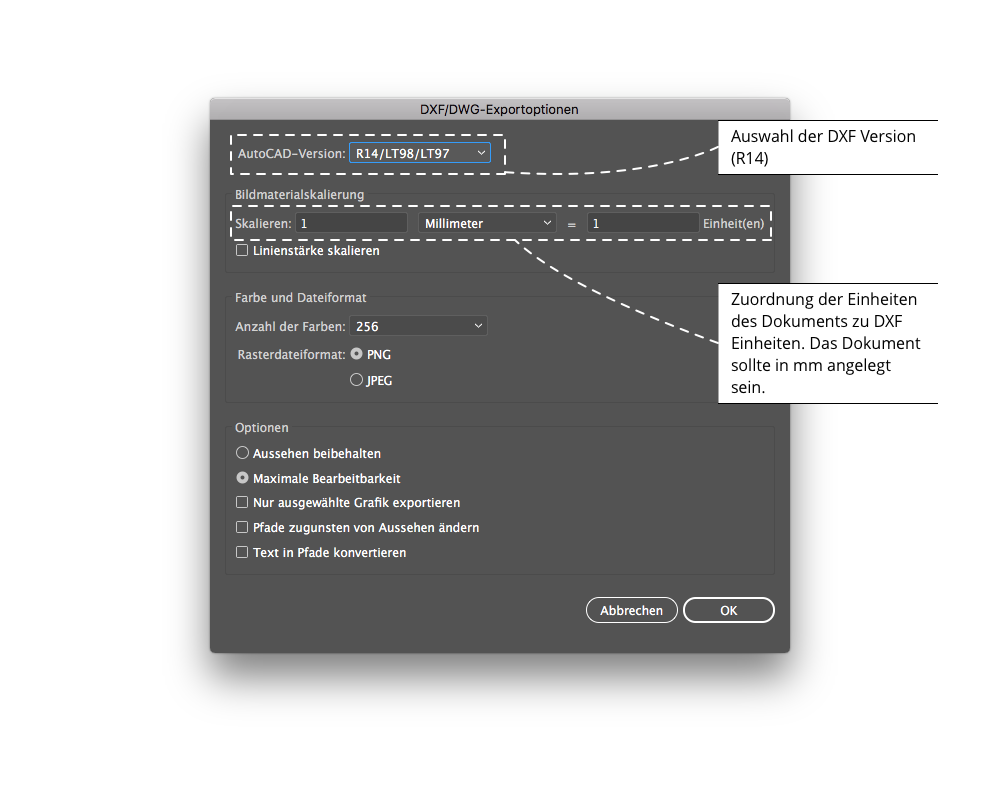 DXF/DWG-Exportoptionen
AutoCAD-Version: R14/LT98/LT97
Auswahl der DXF Version
(R14)
Bildmaterialskalierung
Skalieren: 1 Millimeter = 1 Einheit(en)
Linienstärke skalieren
Zuordnung der Einheiten
des Dokuments zu DXF
Einheiten. Das Dokument
sollte in mm angelegt
sein.
Farbe und Dateiformat
Anzahl der Farben: 256
Rasterdateiformat: PNG
JPEG
Optionen
Aussehen beibehalten
Maximale Bearbeitbarkeit
Nur ausgewählte Grafik exportieren
Pfade zugunsten von Aussehen ändern
Text in Pfade konvertieren
Abbrechen OK